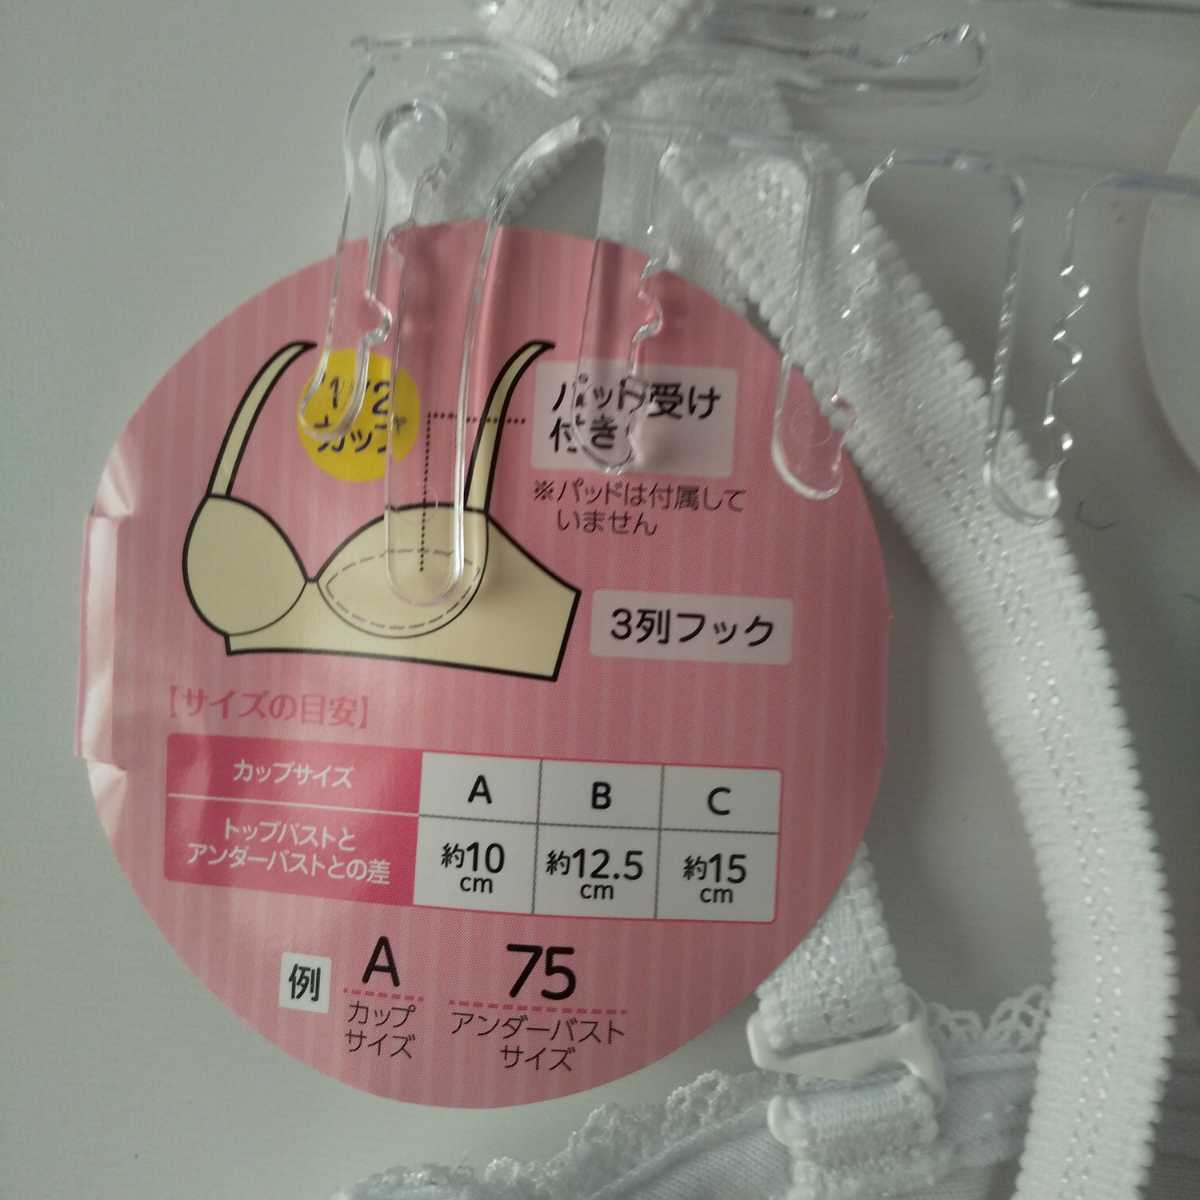 1/2
カップ
パッド受け
付き
※パッドは付属して
いません
3列フック
【サイズの目安】
カップサイズ A B C
トップバストと
アンダーバストとの差
約10 約12.5 約15
cm cm cm
例 A 75
カップ アンダーバスト
サイズ サイズ